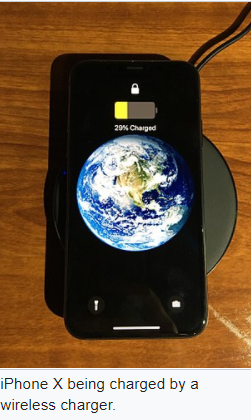 29% Charged
iPhone X being charged by a
wireless charger.